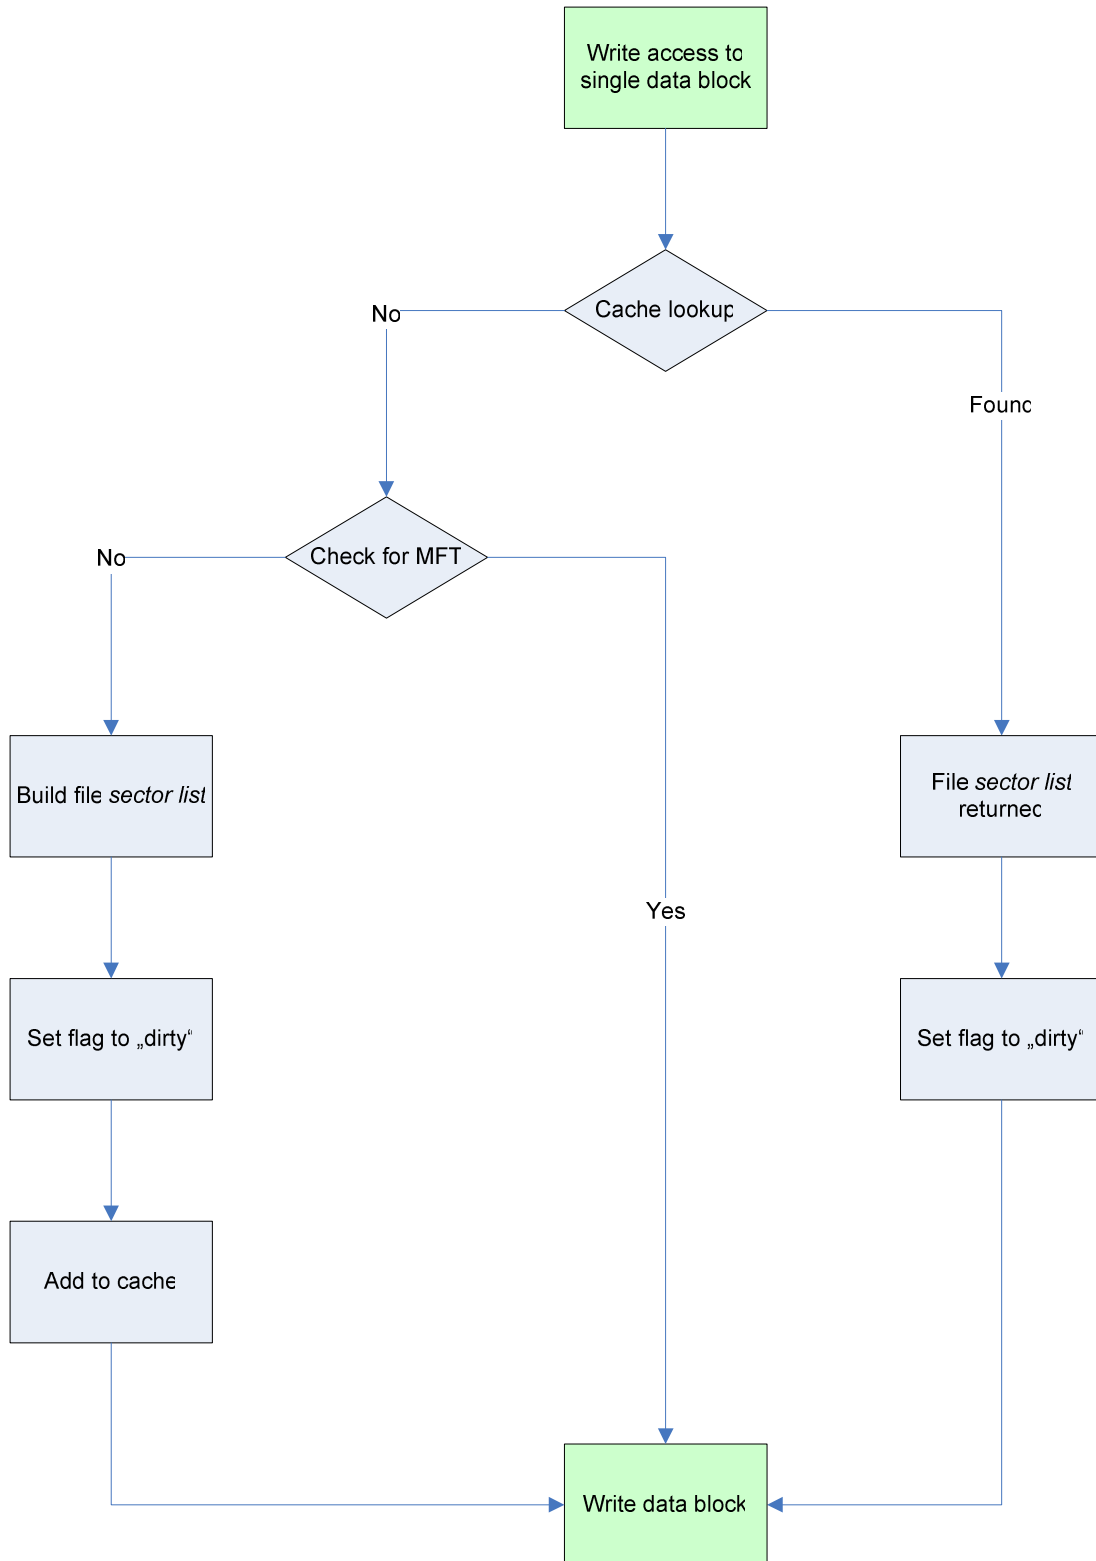 Write access to
single data block
Cache lookup
No
Found
Check for MFT
No
Build file sector list
File sector list
returned
Yes
Set flag to „dirty“
Set flag to „dirty“
Add to cache
Write data block